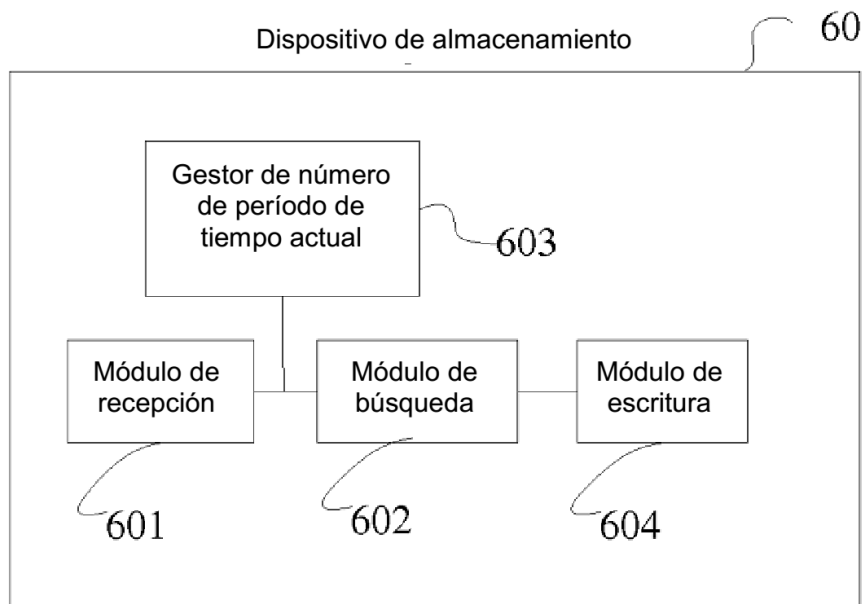 Dispositivo de almacenamiento
60
Gestor de número
de período de
tiempo actual
603
Módulo de
recepción
Módulo de
búsqueda
Módulo de
escritura
601
602
604